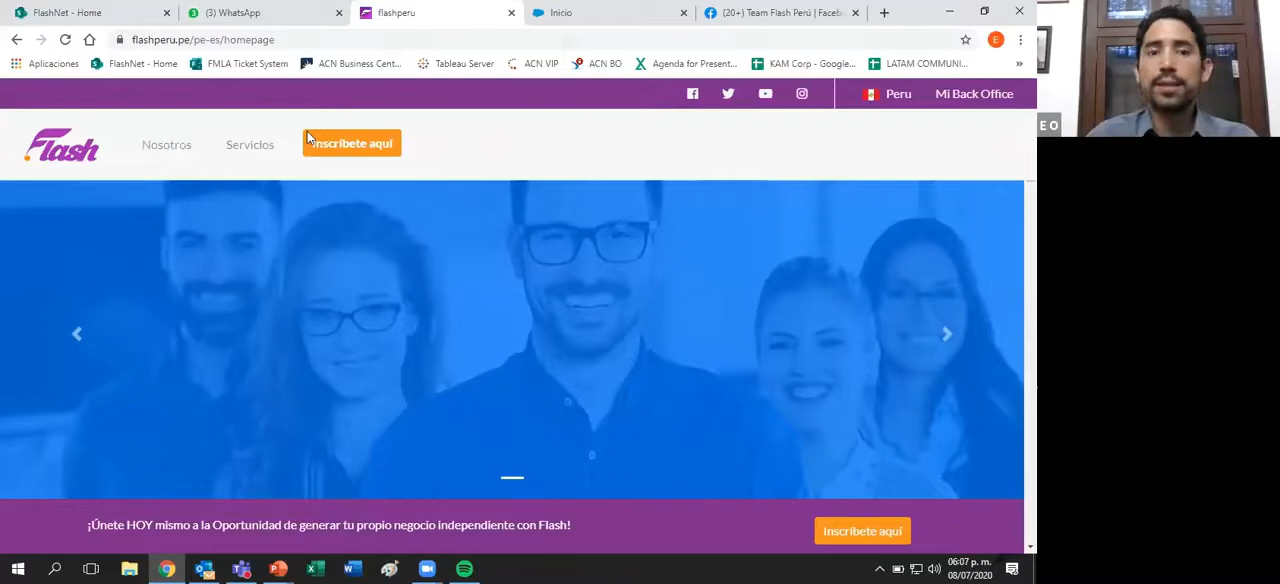 FlashNet - Home
(3) WhatsApp
flashperu
Inicio
(20+) Team Flash Perú | Faceb
flashperu.pe/pe-es/homepage
E
Aplicaciones
FlashNet - Home
FMLA Ticket System
ACN Business Cent...
Tableau Server
ACN VIP
ACN BO
Agenda for Present...
KAM Corp - Google...
LATAM COMMUNI...
Peru
Mi Back Office
Flash
Nosotros
Servicios
Inscríbete aquí
E O
¡Únete HOY mismo a la Oportunidad de generar tu propio negocio independiente con Flash!
Inscríbete aquí
06:07 p. m.
08/07/2020